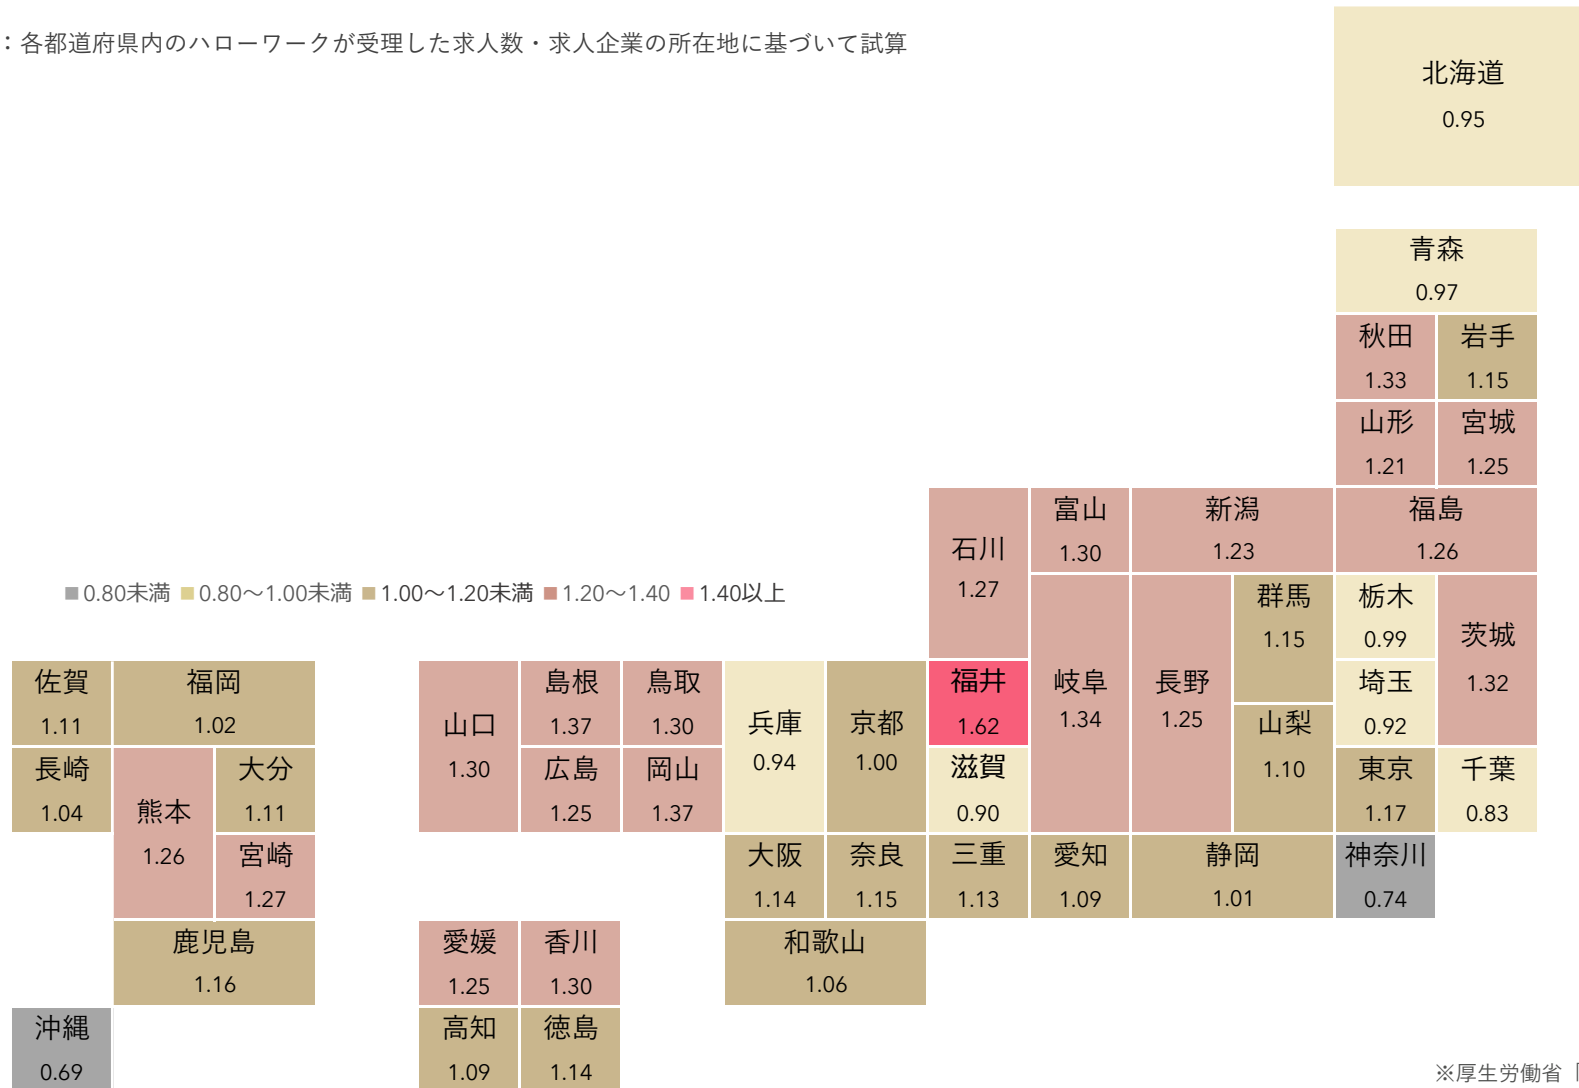 ：各都道府県内のハローワークが受理した求人数・求人企業の所在地に基づいて試算
北海道
0.95
青森
0.97
秋田
1.33
岩手
1.15
山形
1.21
宮城
1.25
石川
1.27
富山
1.30
新潟
1.23
福島
1.26
■0.80未満 ■0.80〜1.00未満 ■1.00〜1.20未満 ■1.20〜1.40 ■1.40以上
群馬
1.15
栃木
0.99
茨城
1.32
佐賀
1.11
福岡
1.02
山口
1.30
島根
1.37
鳥取
1.30
兵庫
0.94
京都
1.00
福井
1.62
岐阜
1.34
長野
1.25
埼玉
0.92
山梨
1.10
長崎
1.04
熊本
1.26
大分
1.11
広島
1.25
岡山
1.37
滋賀
0.90
東京
1.17
千葉
0.83
宮崎
1.27
大阪
1.14
奈良
1.15
三重
1.13
愛知
1.09
静岡
1.01
神奈川
0.74
鹿児島
1.16
愛媛
1.25
香川
1.30
和歌山
1.06
沖縄
0.69
高知
1.09
徳島
1.14
※厚生労働省「